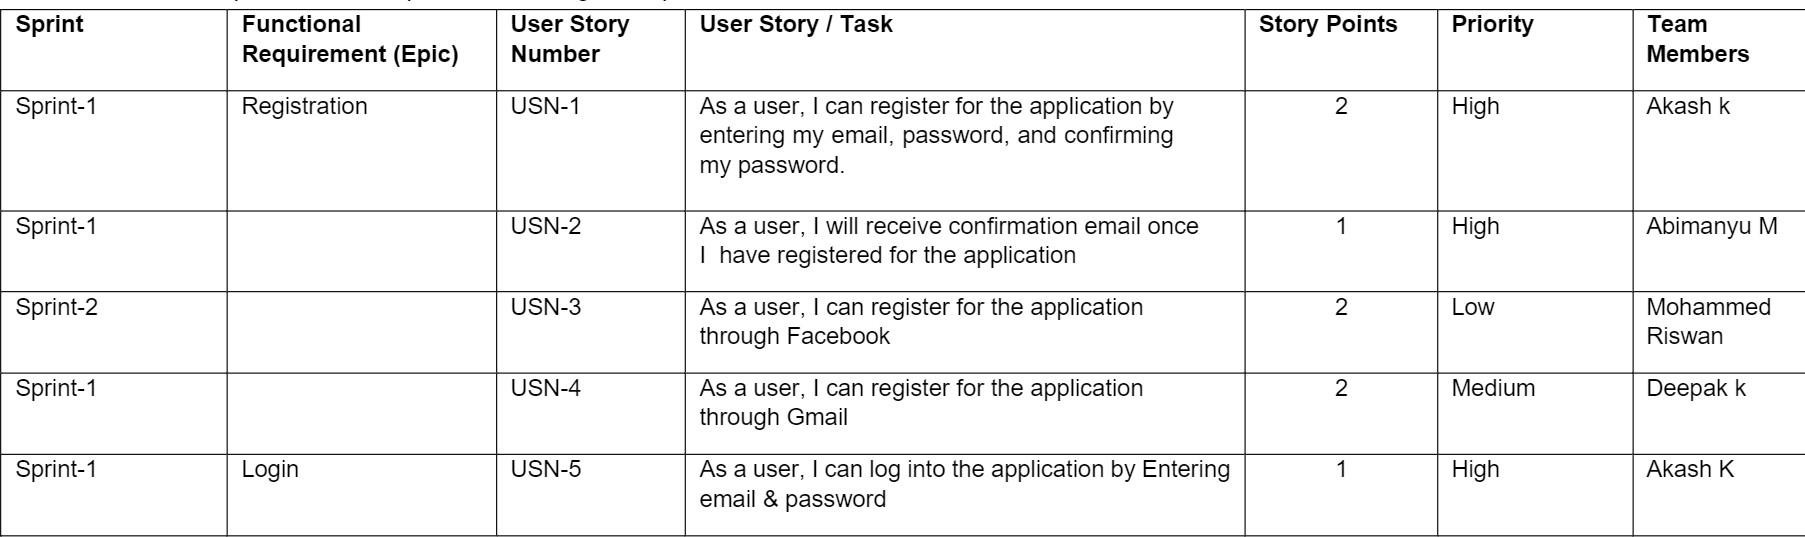 Sprint
Functional
Requirement (Epic)
User Story
Number
User Story / Task
Story Points
Priority
Team
Members
Sprint-1
Registration
USN-1
As a user, I can register for the application by
entering my email, password, and confirming
my password.
2
High
Akash k
Sprint-1
USN-2
As a user, I will receive confirmation email once
I  have registered for the application
1
High
Abimanyu M
Sprint-2
USN-3
As a user, I can register for the application
through Facebook
2
Low
Mohammed
Riswan
Sprint-1
USN-4
As a user, I can register for the application
through Gmail
2
Medium
Deepak k
Sprint-1
Login
USN-5
As a user, I can log into the application by Entering
email & password
1
High
Akash K